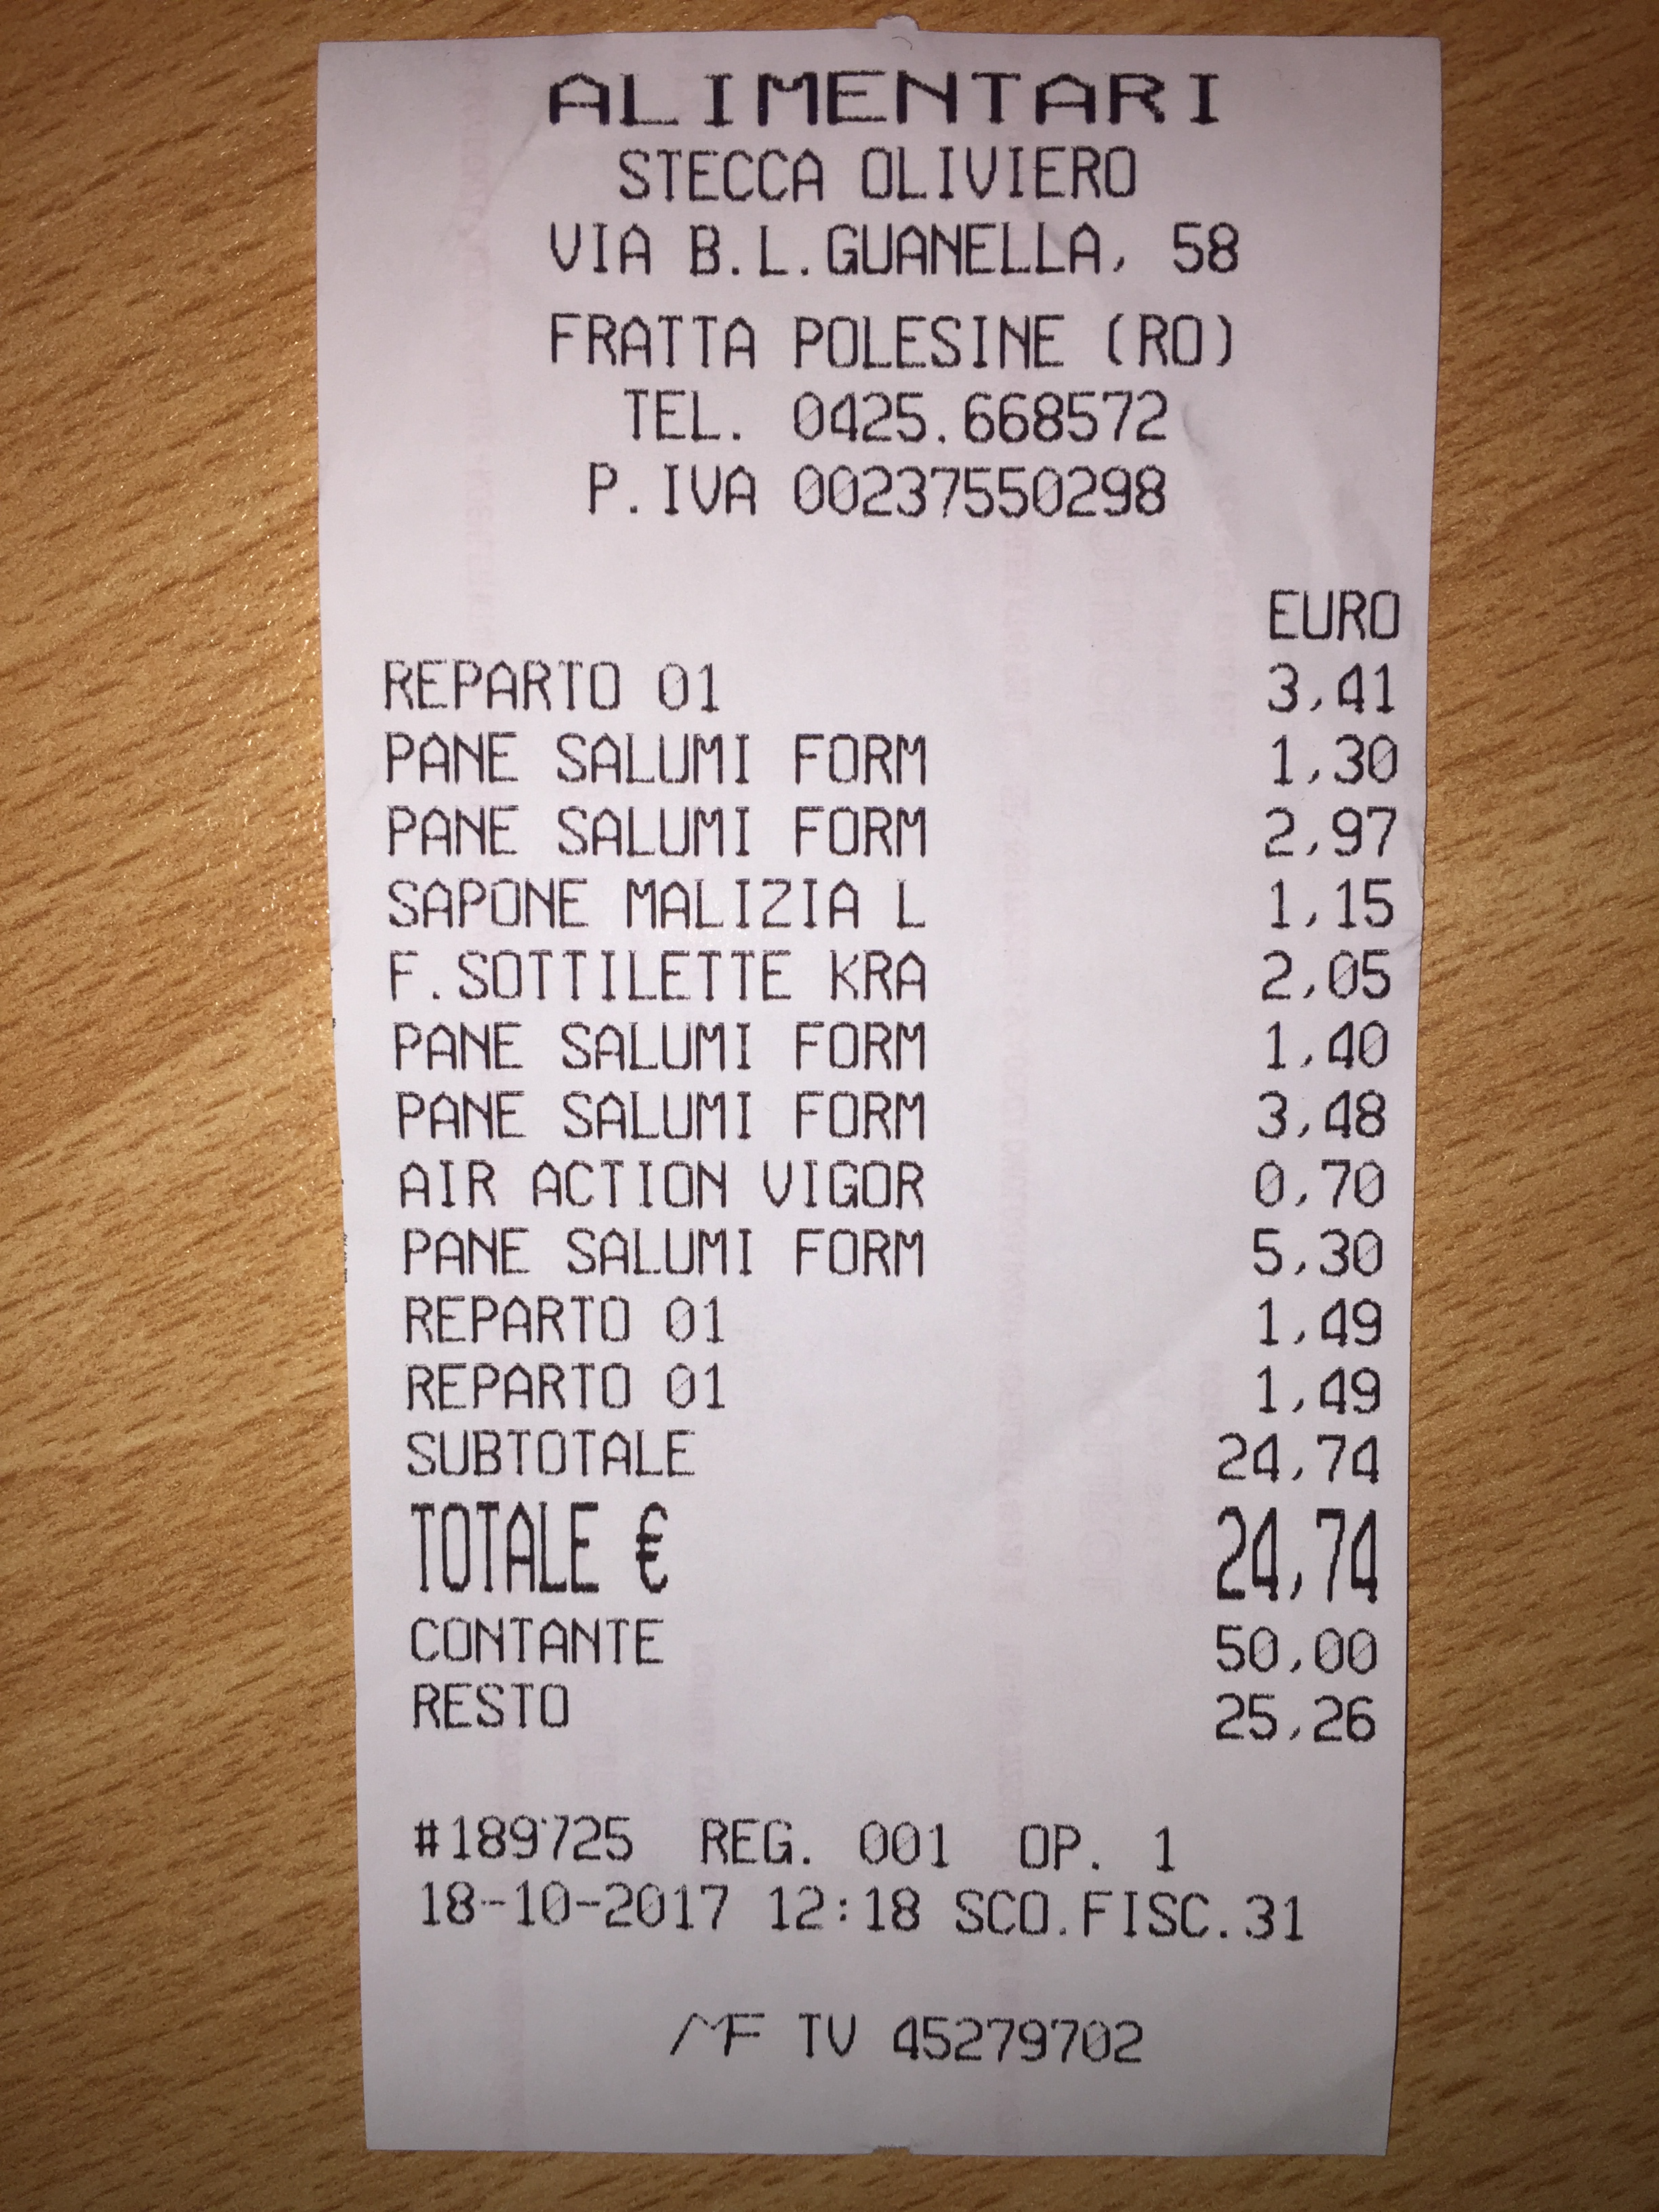 ALIMENTARI
STECCA OLIVIERO
VIA B.L.GUANELLA, 58
FRATTA POLESINE (RO)
TEL. 0425.668572
P.IVA 00237550298
EURO
REPARTO 01 3,41
PANE SALUMI FORM 1,30
PANE SALUMI FORM 2,97
SAPONE MALIZIA L 1,15
F.SOTTILETTE KRA 2,05
PANE SALUMI FORM 1,40
PANE SALUMI FORM 3,48
AIR ACTION VIGOR 0,70
PANE SALUMI FORM 5,30
REPARTO 01 1,49
REPARTO 01 1,49
SUBTOTALE 24,74
TOTALE € 24,74
CONTANTE 50,00
RESTO 25,26
#189725 REG. 001 OP. 1
18-10-2017 12:18 SCO.FISC.31
MF TV 45279702